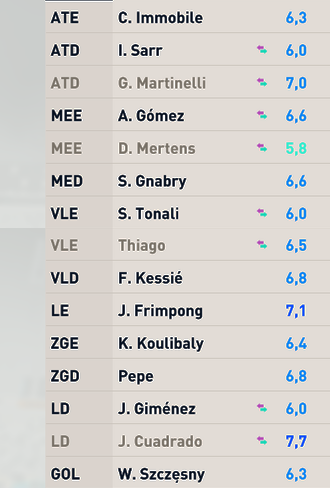 ATE C. Immobile 6,3
ATD I. Sarr 6,0
ATD G. Martinelli 7,0
MEE A. Gómez 6,6
MEE D. Mertens 5,8
MED S. Gnabry 6,6
VLE S. Tonali 6,0
VLE Thiago 6,5
VLD F. Kessié 6,8
LE J. Frimpong 7,1
ZGE K. Koulibaly 6,4
ZGD Pepe 6,8
LD J. Giménez 6,0
LD J. Cuadrado 7,7
GOL W. Szczęsny 6,3